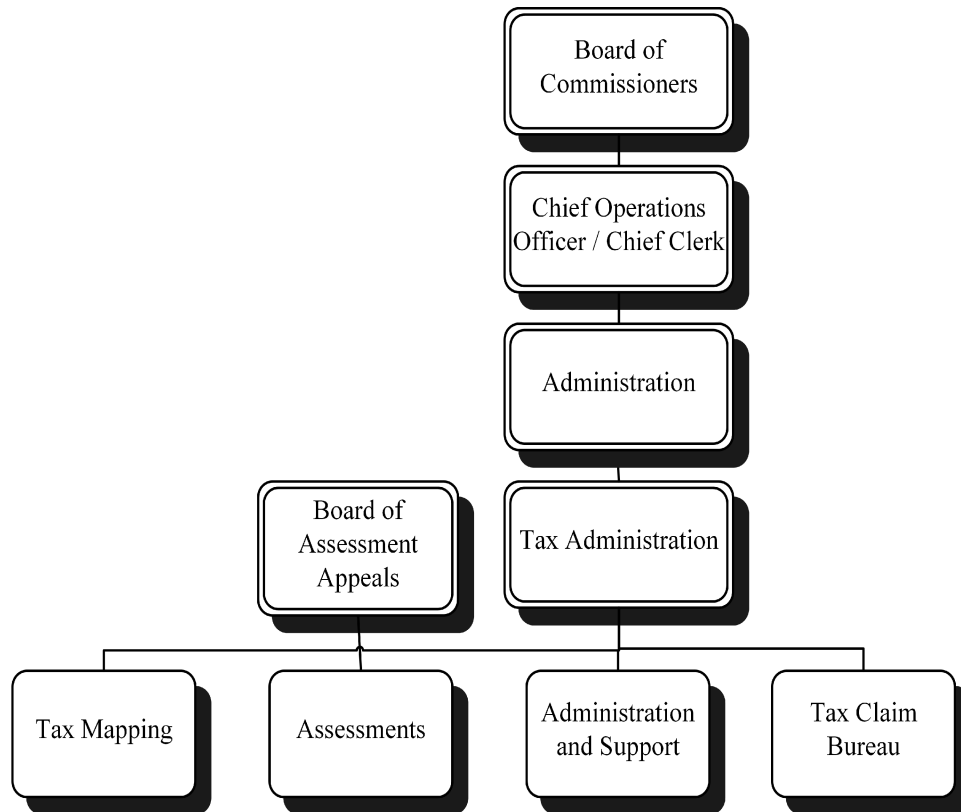 Board of
Commissioners
Chief Operations
Officer / Chief Clerk
Administration
Board of
Assessment
Appeals
Tax Administration
Tax Mapping
Assessments
Administration
and Support
Tax Claim
Bureau